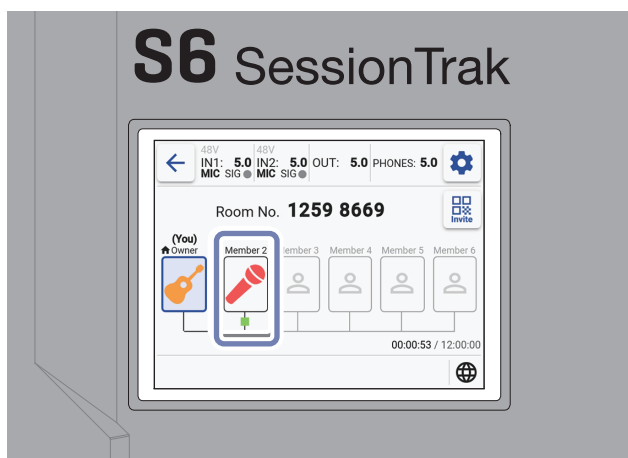 S6 SessionTrak
48V 48V
IN1: 5.0 IN2: 5.0 OUT: 5.0 PHONES: 5.0
MIC SIG MIC SIG
Room No. 1259 8669
Invite
(You)
Owner Member 2 Member 3 Member 4 Member 5 Member 6
00:00:53 / 12:00:00